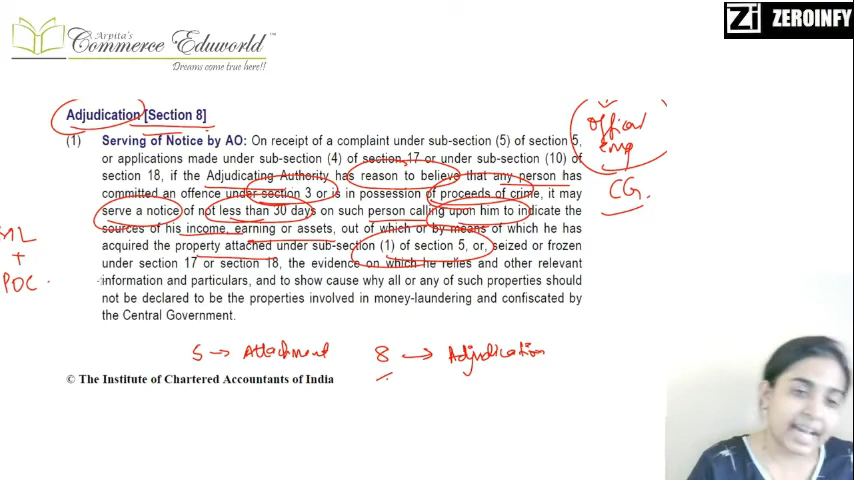 Arpita's
Commerce Eduworld™
Dreams come true here!!
Zi ZEROINFY
Adjudication [Section 8]
(1) Serving of Notice by AO: On receipt of a complaint under sub-section (5) of section 5,
or applications made under sub-section (4) of section 17 or under sub-section (10) of
section 18, if the Adjudicating Authority has reason to believe that any person has
committed an offence under section 3 or is in possession of proceeds of crime, it may
serve a notice of not less than 30 days on such person calling upon him to indicate the
sources of his income, earning or assets, out of which or by means of which he has
acquired the property attached under sub-section (1) of section 5, or, seized or frozen
under section 17 or section 18, the evidence on which he relies and other relevant
information and particulars, and to show cause why all or any of such properties should
not be declared to be the properties involved in money-laundering and confiscated by
the Central Government.
officer
emp
CG.
ML
+
POC.
5 → Attachment 8 → Adjudication
© The Institute of Chartered Accountants of India